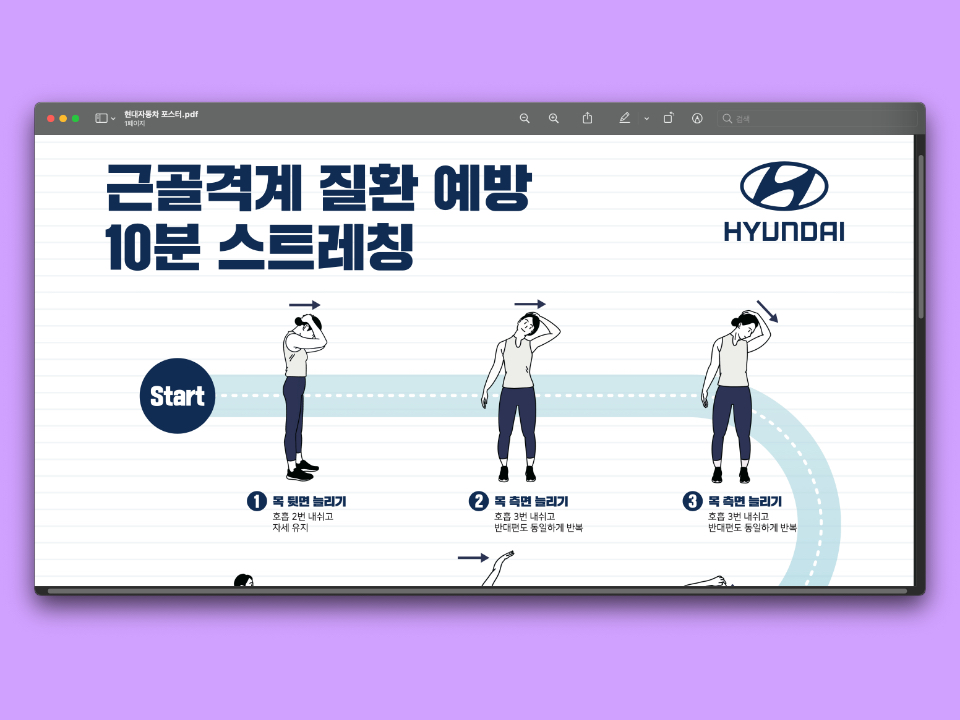 현대자동차 포스터.pdf
1페이지
검색
근골격계 질환 예방
10분 스트레칭
HYUNDAI
Start
1 목 뒷면 늘리기
호흡 2번 내쉬고
자세 유지
2 목 측면 늘리기
호흡 3번 내쉬고
반대편도 동일하게 반복
3 목 측면 늘리기
호흡 3번 내쉬고
반대편도 동일하게 반복